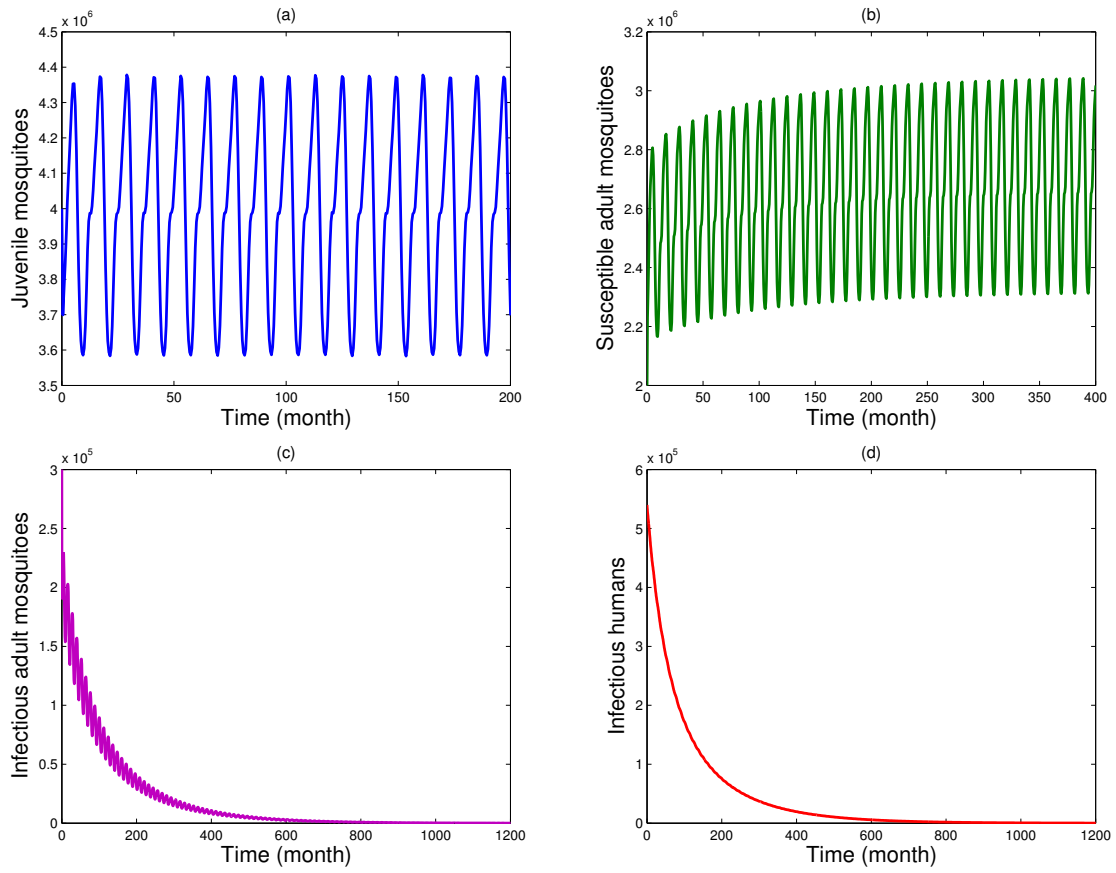 (a)
x 10^6
4.5
4.4
4.3
4.2
4.1
4
3.9
3.8
3.7
3.6
3.5
Juvenile mosquitoes
0 50 100 150 200
Time (month)
(b)
x 10^6
3.2
3
2.8
2.6
2.4
2.2
2
Susceptible adult mosquitoes
0 50 100 150 200 250 300 350 400
Time (month)
(c)
x 10^5
3
2.5
2
1.5
1
0.5
0
Infectious adult mosquitoes
0 200 400 600 800 1000 1200
Time (month)
(d)
x 10^5
6
5
4
3
2
1
0
Infectious humans
0 200 400 600 800 1000 1200
Time (month)